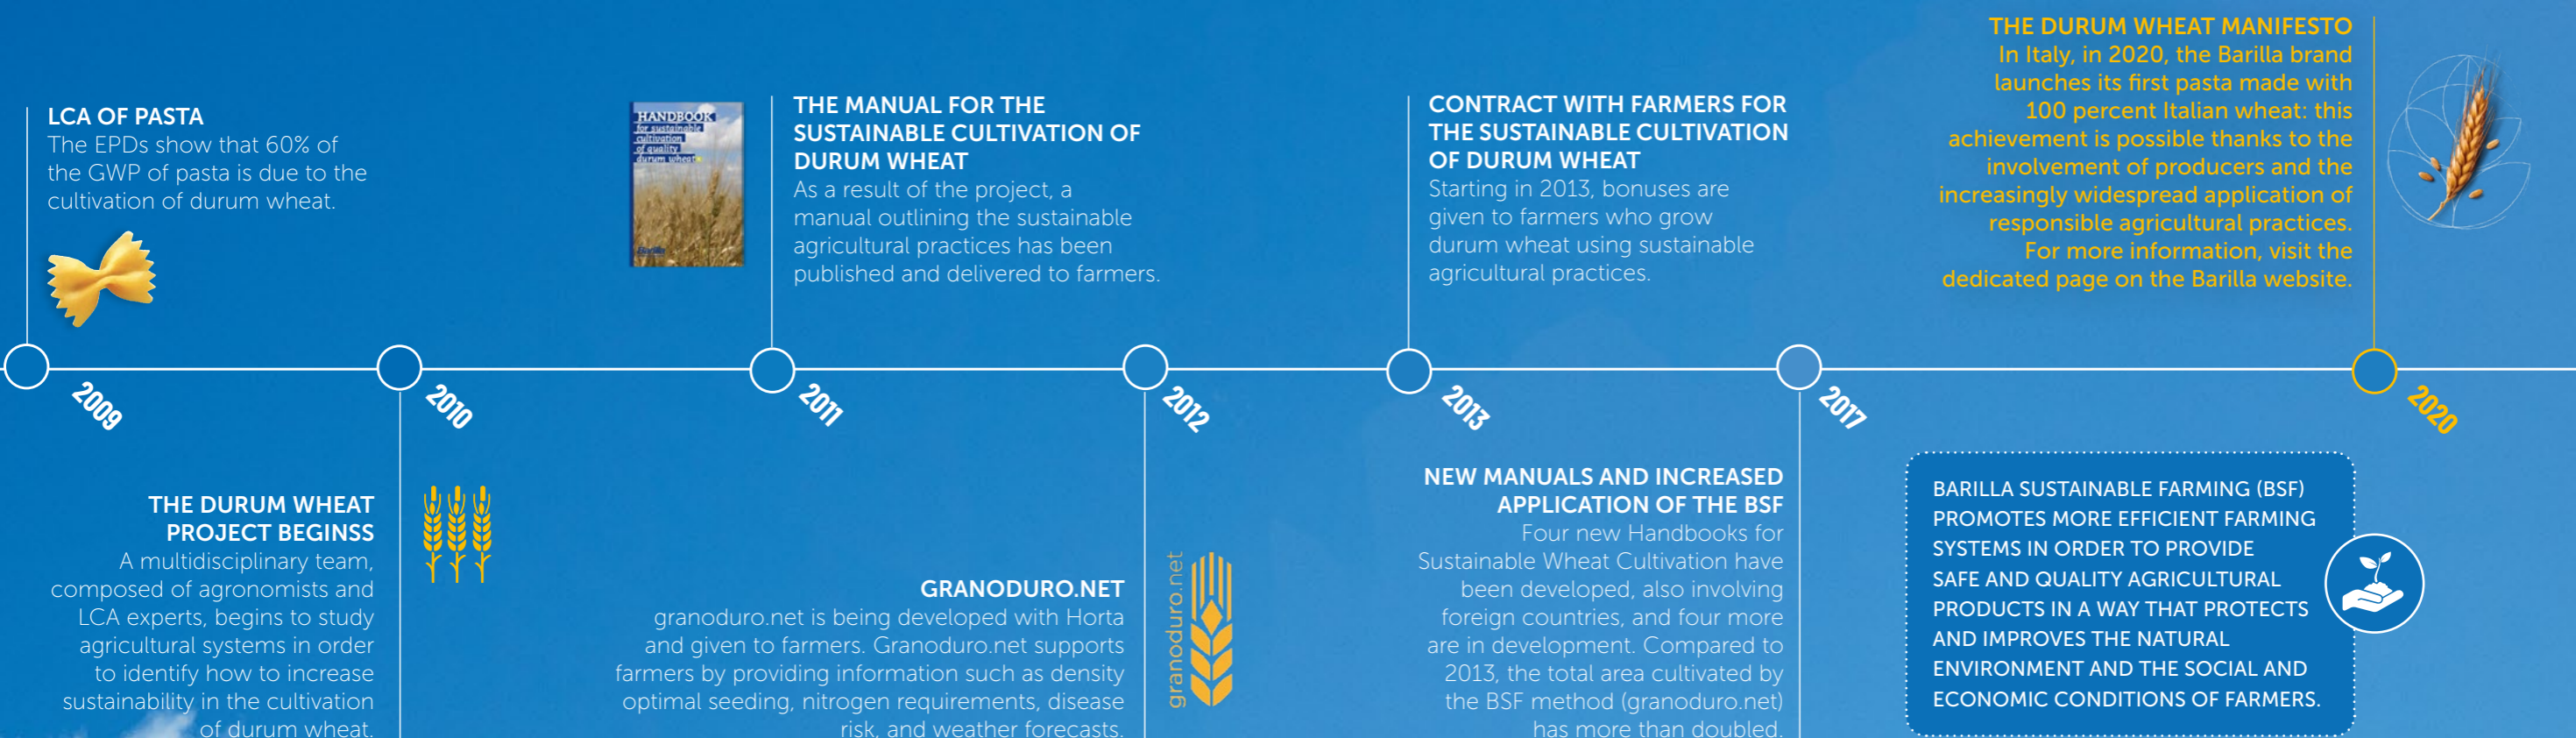 LCA OF PASTA
The EPDs show that 60% of
the GWP of pasta is due to the
cultivation of durum wheat.
HANDBOOK
for sustainable
cultivation
of quality
durum wheat
Barilla
THE MANUAL FOR THE
SUSTAINABLE CULTIVATION OF
DURUM WHEAT
As a result of the project, a
manual outlining the sustainable
agricultural practices has been
published and delivered to farmers.
CONTRACT WITH FARMERS FOR
THE SUSTAINABLE CULTIVATION
OF DURUM WHEAT
Starting in 2013, bonuses are
given to farmers who grow
durum wheat using sustainable
agricultural practices.
THE DURUM WHEAT MANIFESTO
In Italy, in 2020, the Barilla brand
launches its first pasta made with
100 percent Italian wheat: this
achievement is possible thanks to the
involvement of producers and the
increasingly widespread application of
responsible agricultural practices.
For more information, visit the
dedicated page on the Barilla website.
2009
2010
2011
2012
2013
2017
2020
THE DURUM WHEAT
PROJECT BEGINSS
A multidisciplinary team,
composed of agronomists and
LCA experts, begins to study
agricultural systems in order
to identify how to increase
sustainability in the cultivation
of durum wheat.
GRANODURO.NET
granoduro.net is being developed with Horta
and given to farmers. Granoduro.net supports
farmers by providing information such as density
optimal seeding, nitrogen requirements, disease
risk, and weather forecasts.
granoduro.net
NEW MANUALS AND INCREASED
APPLICATION OF THE BSF
Four new Handbooks for
Sustainable Wheat Cultivation have
been developed, also involving
foreign countries, and four more
are in development. Compared to
2013, the total area cultivated by
the BSF method (granoduro.net)
has more than doubled.
BARILLA SUSTAINABLE FARMING (BSF)
PROMOTES MORE EFFICIENT FARMING
SYSTEMS IN ORDER TO PROVIDE
SAFE AND QUALITY AGRICULTURAL
PRODUCTS IN A WAY THAT PROTECTS
AND IMPROVES THE NATURAL
ENVIRONMENT AND THE SOCIAL AND
ECONOMIC CONDITIONS OF FARMERS.